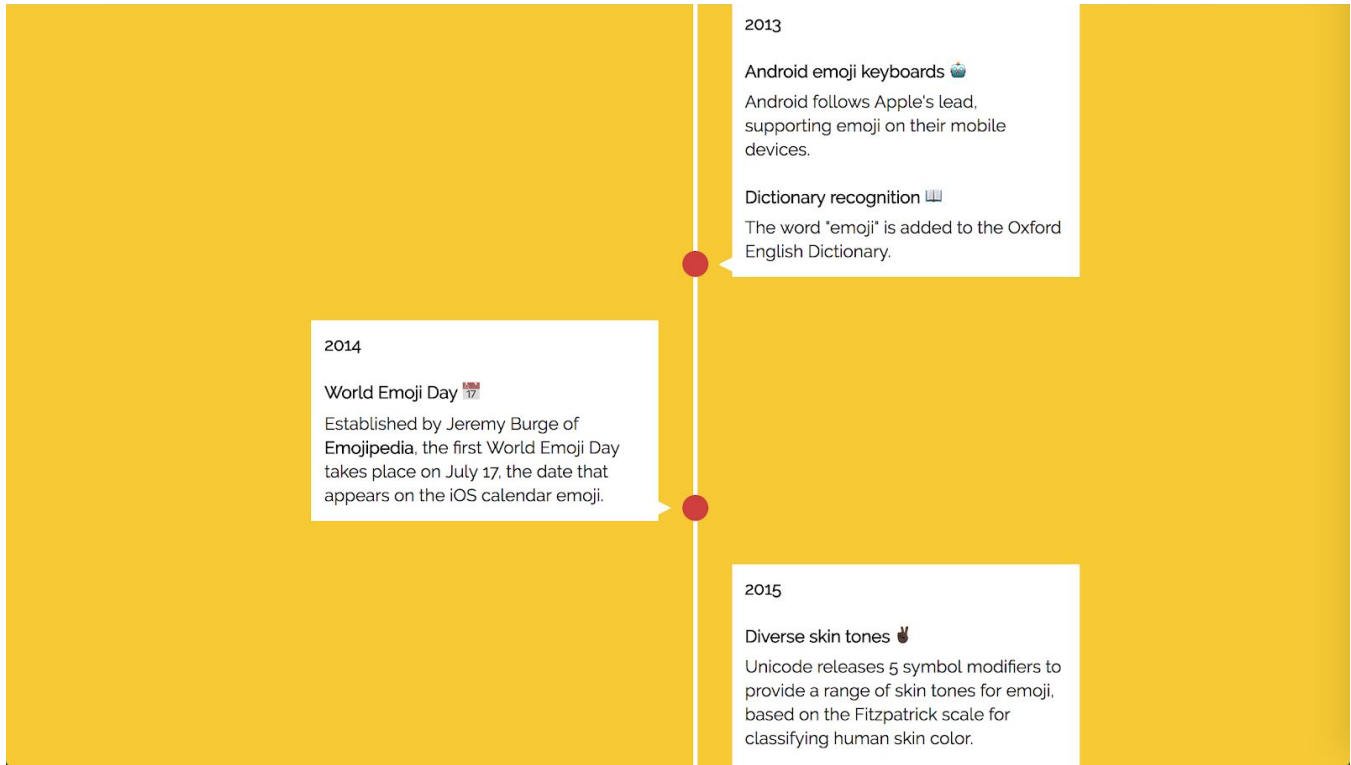 2013
Android emoji keyboards 🤖
Android follows Apple's lead,
supporting emoji on their mobile
devices.
Dictionary recognition 📖
The word "emoji" is added to the Oxford
English Dictionary.
2014
World Emoji Day 📅
Established by Jeremy Burge of
Emojipedia, the first World Emoji Day
takes place on July 17, the date that
appears on the iOS calendar emoji.
2015
Diverse skin tones ✌🏿
Unicode releases 5 symbol modifiers to
provide a range of skin tones for emoji,
based on the Fitzpatrick scale for
classifying human skin color.